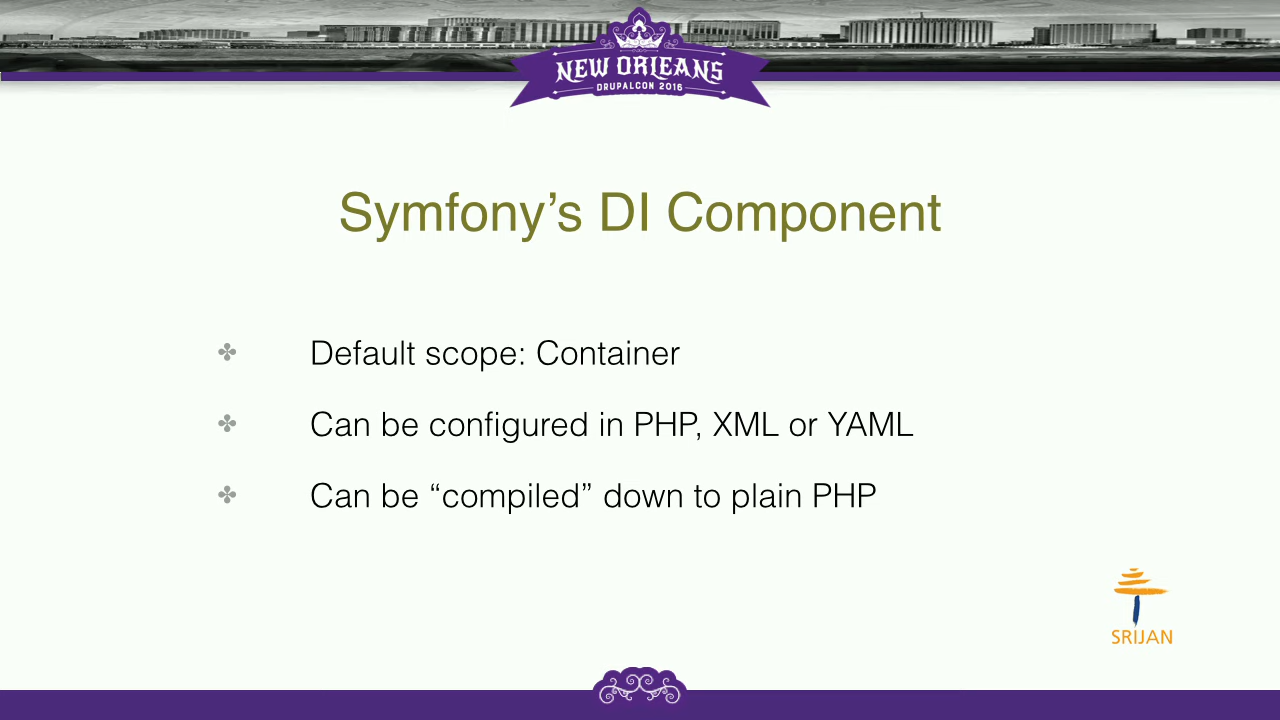 NEW ORLEANS
DRUPALCON 2016
Symfony’s DI Component
Default scope: Container
Can be configured in PHP, XML or YAML
Can be “compiled” down to plain PHP
SRIJAN